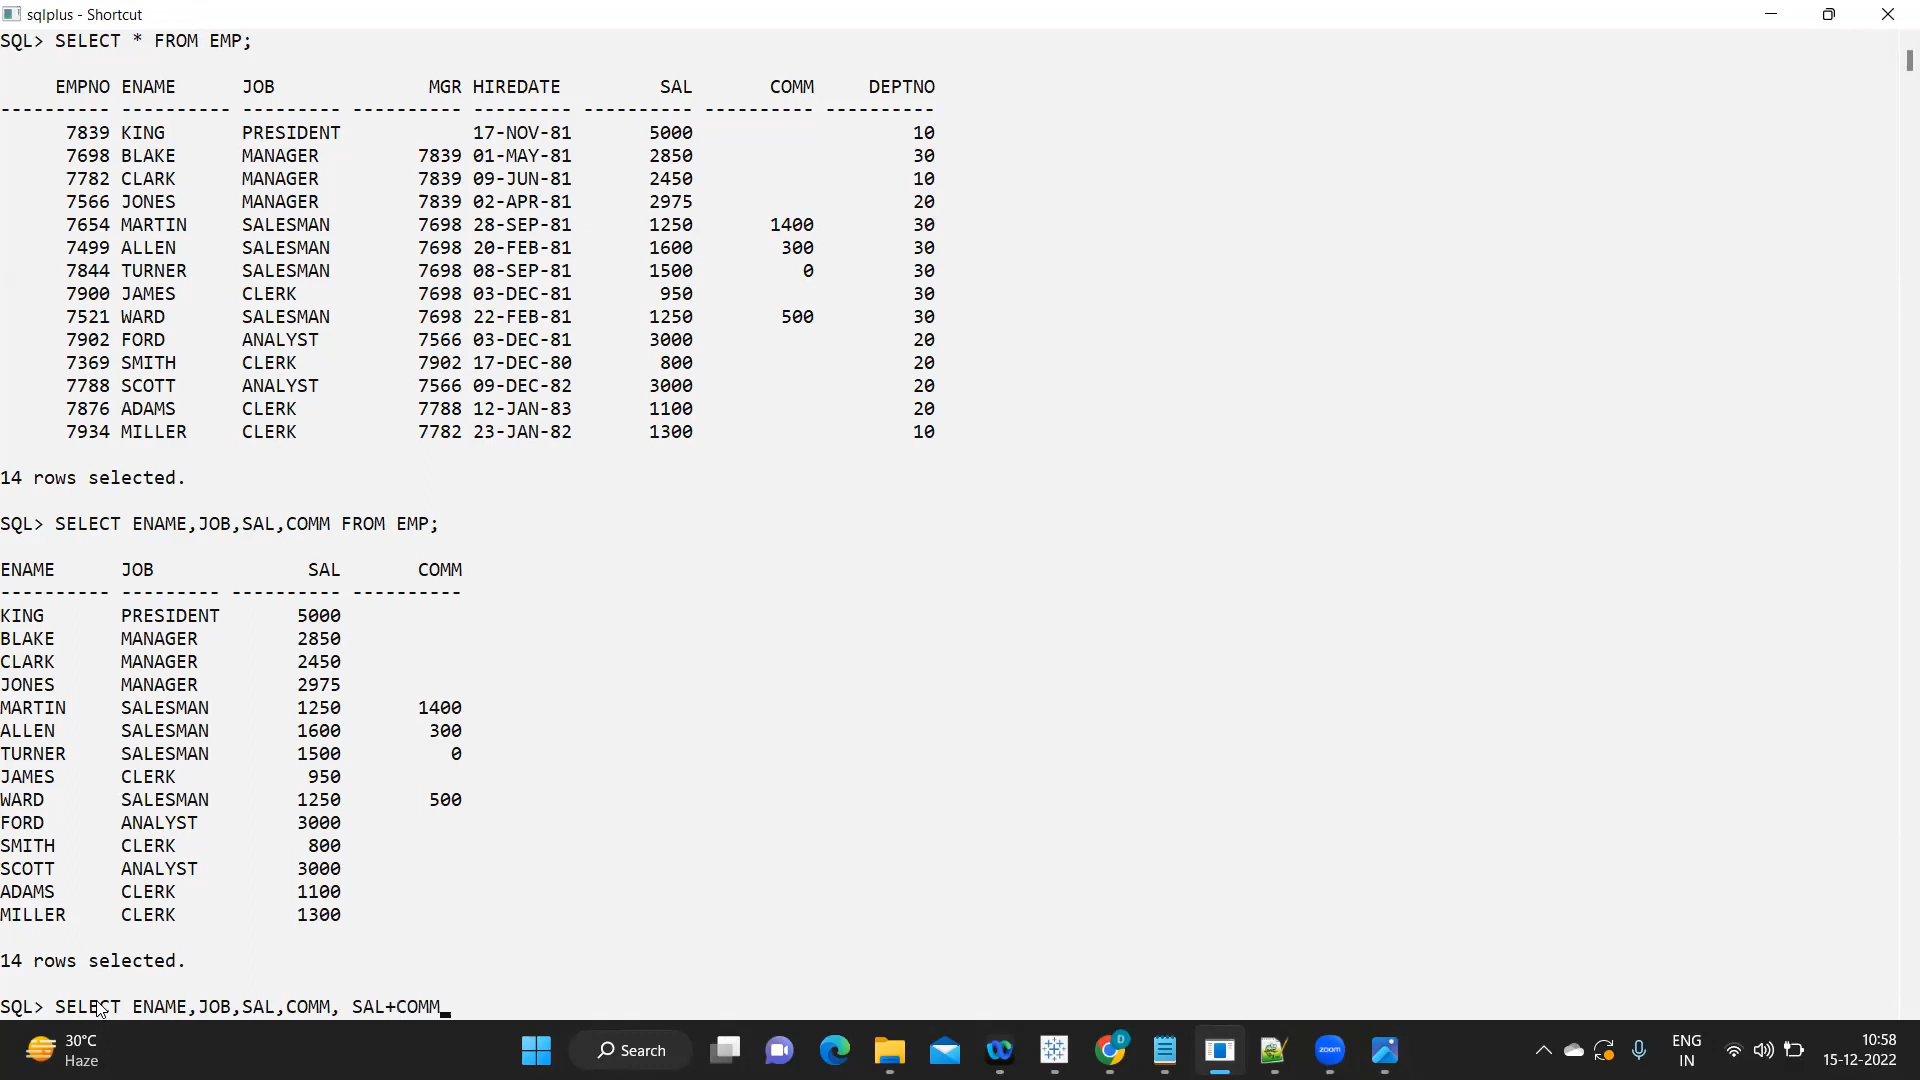 sqlplus - Shortcut
SQL> SELECT * FROM EMP;
     EMPNO ENAME      JOB              MGR HIREDATE         SAL       COMM     DEPTNO
---------- ---------- --------- ---------- --------- ---------- ---------- ----------
      7839 KING       PRESIDENT            17-NOV-81       5000                    10
      7698 BLAKE      MANAGER         7839 01-MAY-81       2850                    30
      7782 CLARK      MANAGER         7839 09-JUN-81       2450                    10
      7566 JONES      MANAGER         7839 02-APR-81       2975                    20
      7654 MARTIN     SALESMAN        7698 28-SEP-81       1250       1400         30
      7499 ALLEN      SALESMAN        7698 20-FEB-81       1600        300         30
      7844 TURNER     SALESMAN        7698 08-SEP-81       1500          0         30
      7900 JAMES      CLERK           7698 03-DEC-81        950                    30
      7521 WARD       SALESMAN        7698 22-FEB-81       1250        500         30
      7902 FORD       ANALYST         7566 03-DEC-81       3000                    20
      7369 SMITH      CLERK           7902 17-DEC-80        800                    20
      7788 SCOTT      ANALYST         7566 09-DEC-82       3000                    20
      7876 ADAMS      CLERK           7788 12-JAN-83       1100                    20
      7934 MILLER     CLERK           7782 23-JAN-82       1300                    10
14 rows selected.
SQL> SELECT ENAME,JOB,SAL,COMM FROM EMP;
ENAME      JOB              SAL       COMM
---------- --------- ---------- ----------
KING       PRESIDENT       5000
BLAKE      MANAGER         2850
CLARK      MANAGER         2450
JONES      MANAGER         2975
MARTIN     SALESMAN        1250       1400
ALLEN      SALESMAN        1600        300
TURNER     SALESMAN        1500          0
JAMES      CLERK            950
WARD       SALESMAN        1250        500
FORD       ANALYST         3000
SMITH      CLERK            800
SCOTT      ANALYST         3000
ADAMS      CLERK           1100
MILLER     CLERK           1300
14 rows selected.
SQL> SELECT ENAME,JOB,SAL,COMM, SAL+COMM
30°C
Haze
Search
D
zoom
ENG
IN
10:58
15-12-2022